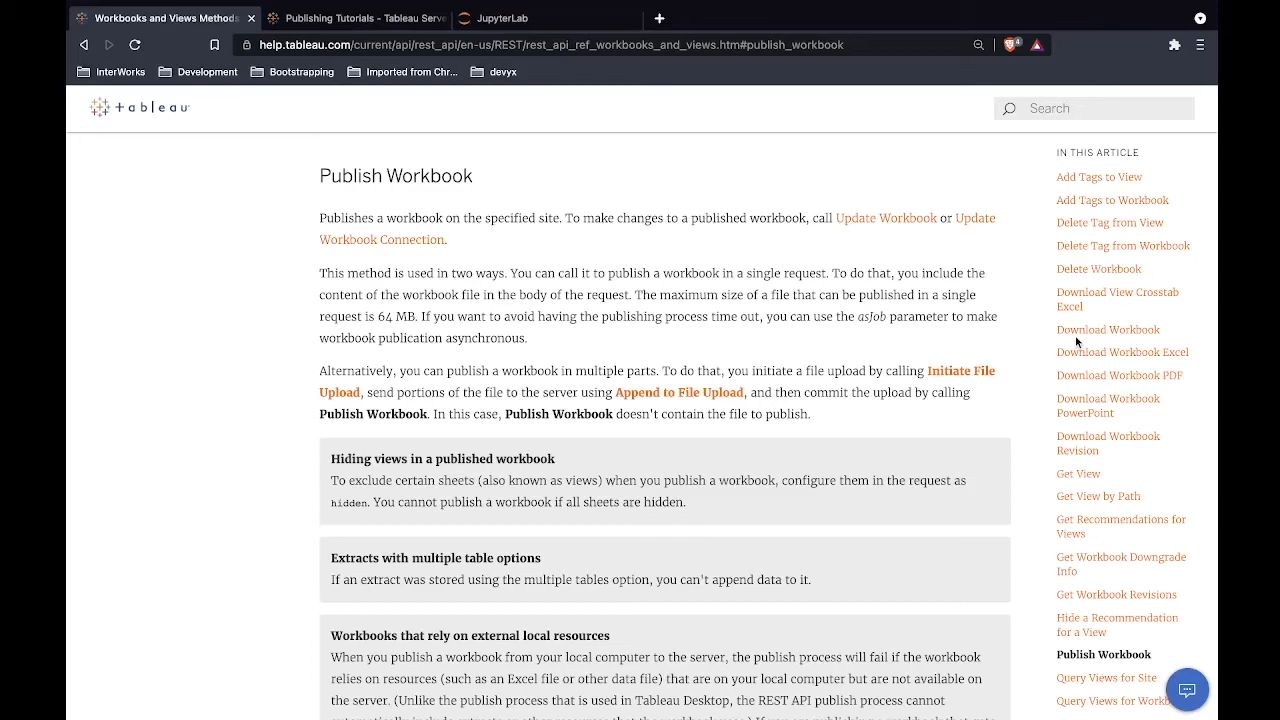 Workbooks and Views Methods
Publishing Tutorials - Tableau Serve
JupyterLab
help.tableau.com/current/api/rest_api/en-us/REST/rest_api_ref_workbooks_and_views.htm#publish_workbook
4
InterWorks
Development
Bootstrapping
Imported from Chr...
devyx
tableau
Search
Publish Workbook
Publishes a workbook on the specified site. To make changes to a published workbook, call Update Workbook or Update
Workbook Connection.
This method is used in two ways. You can call it to publish a workbook in a single request. To do that, you include the
content of the workbook file in the body of the request. The maximum size of a file that can be published in a single
request is 64 MB. If you want to avoid having the publishing process time out, you can use the asJob parameter to make
workbook publication asynchronous.
Alternatively, you can publish a workbook in multiple parts. To do that, you initiate a file upload by calling Initiate File
Upload, send portions of the file to the server using Append to File Upload, and then commit the upload by calling
Publish Workbook. In this case, Publish Workbook doesn't contain the file to publish.
Hiding views in a published workbook
To exclude certain sheets (also known as views) when you publish a workbook, configure them in the request as
hidden. You cannot publish a workbook if all sheets are hidden.
Extracts with multiple table options
If an extract was stored using the multiple tables option, you can't append data to it.
Workbooks that rely on external local resources
When you publish a workbook from your local computer to the server, the publish process will fail if the workbook
relies on resources (such as an Excel file or other data file) that are on your local computer but are not available on
the server. (Unlike the publish process that is used in Tableau Desktop, the REST API publish process cannot
IN THIS ARTICLE
Add Tags to View
Add Tags to Workbook
Delete Tag from View
Delete Tag from Workbook
Delete Workbook
Download View Crosstab
Excel
Download Workbook
Download Workbook Excel
Download Workbook PDF
Download Workbook
PowerPoint
Download Workbook
Revision
Get View
Get View by Path
Get Recommendations for
Views
Get Workbook Downgrade
Info
Get Workbook Revisions
Hide a Recommendation
for a View
Publish Workbook
Query Views for Site
Query Views for Workb